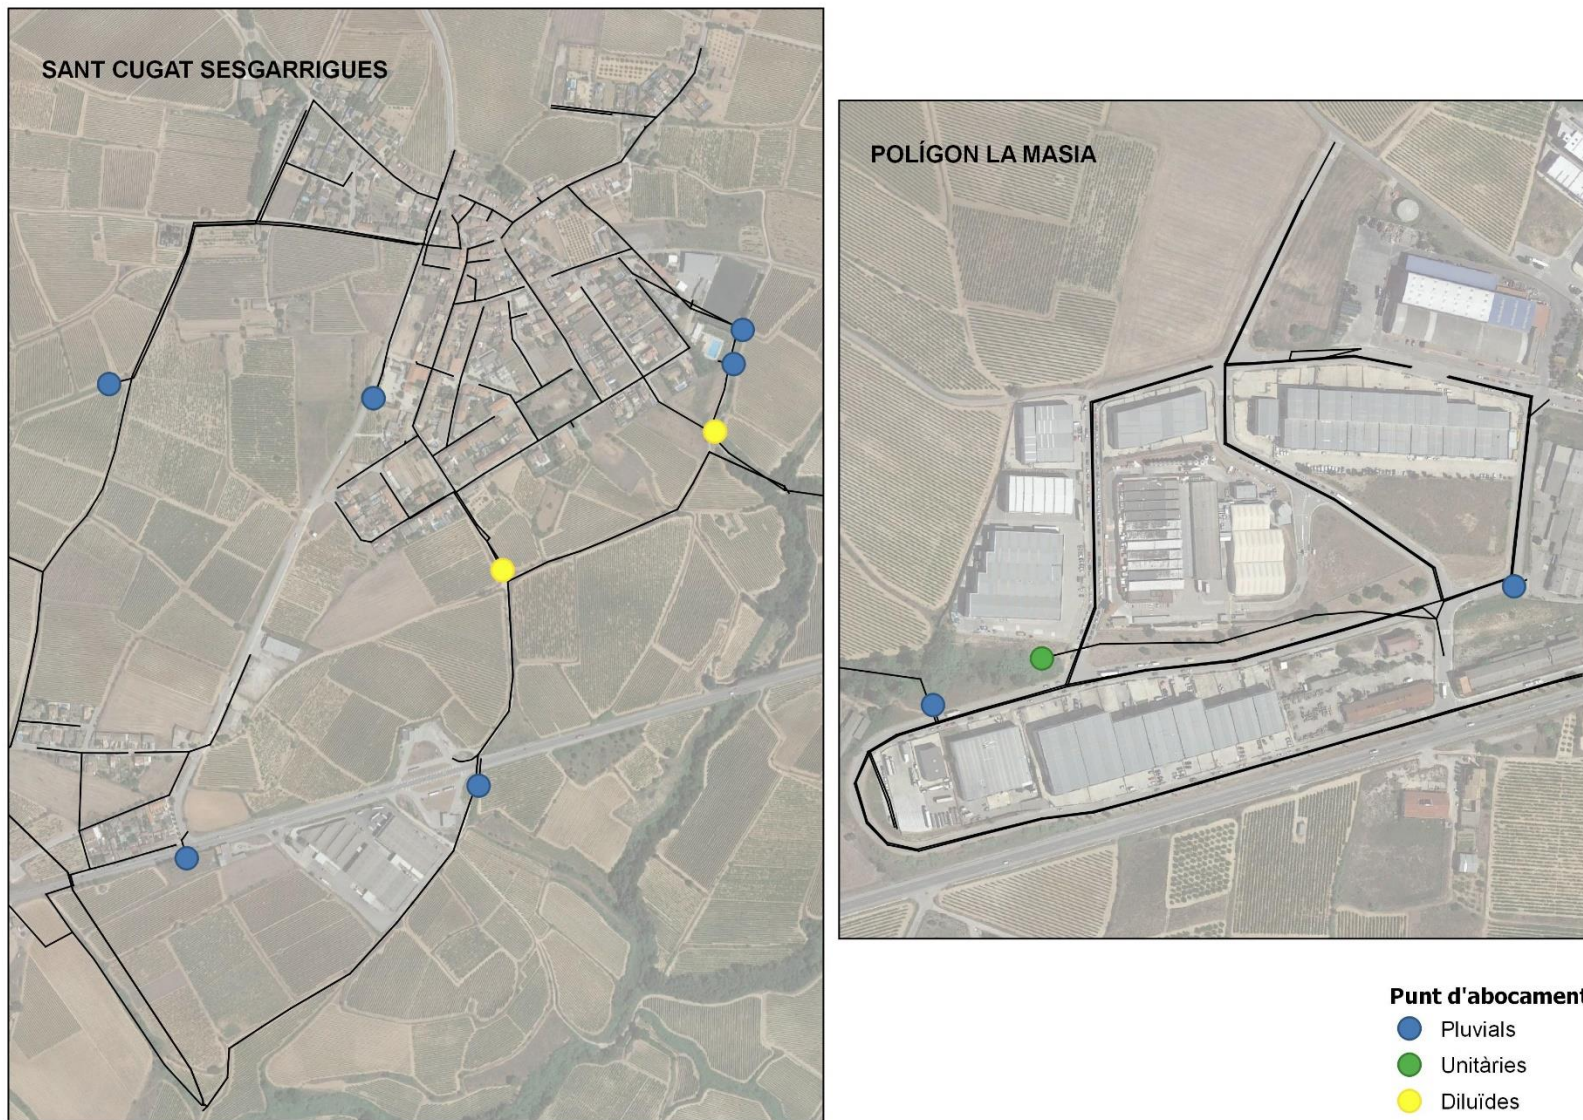 SANT CUGAT SESGARRIGUES
POLÍGON LA MASIA
Punt d'abocament
Pluvials
Unitàries
Diluïdes